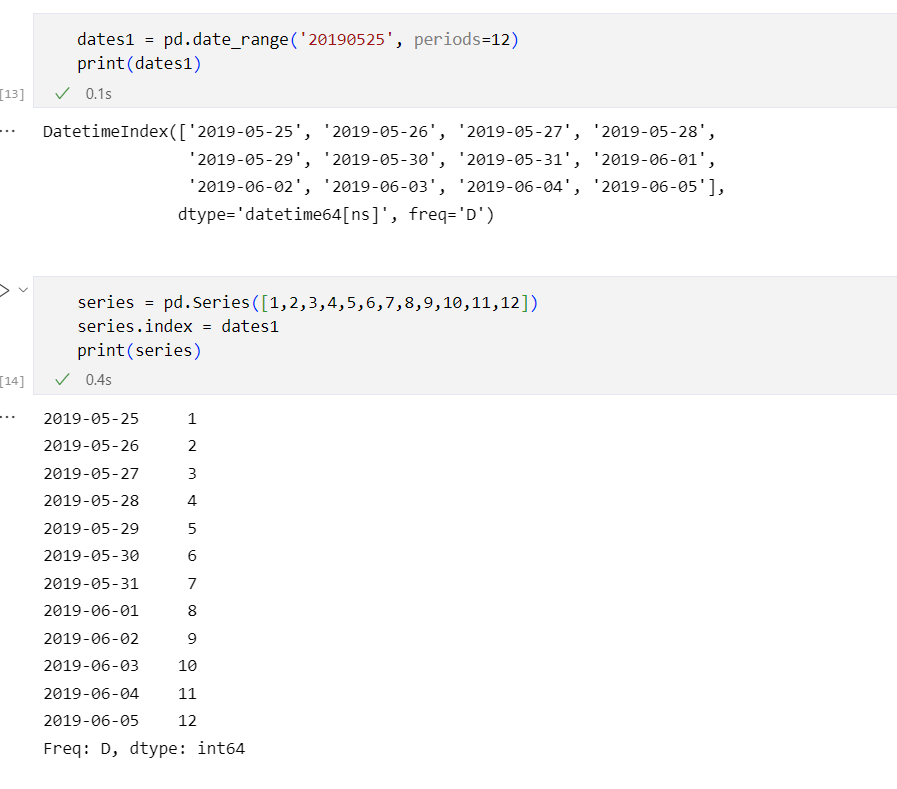 dates1 = pd.date_range('20190525', periods=12)
print(dates1)
[13]
0.1s
...
DatetimeIndex(['2019-05-25', '2019-05-26', '2019-05-27', '2019-05-28',
'2019-05-29', '2019-05-30', '2019-05-31', '2019-06-01',
'2019-06-02', '2019-06-03', '2019-06-04', '2019-06-05'],
dtype='datetime64[ns]', freq='D')
series = pd.Series([1,2,3,4,5,6,7,8,9,10,11,12])
series.index = dates1
print(series)
[14]
0.4s
...
2019-05-25 1
2019-05-26 2
2019-05-27 3
2019-05-28 4
2019-05-29 5
2019-05-30 6
2019-05-31 7
2019-06-01 8
2019-06-02 9
2019-06-03 10
2019-06-04 11
2019-06-05 12
Freq: D, dtype: int64